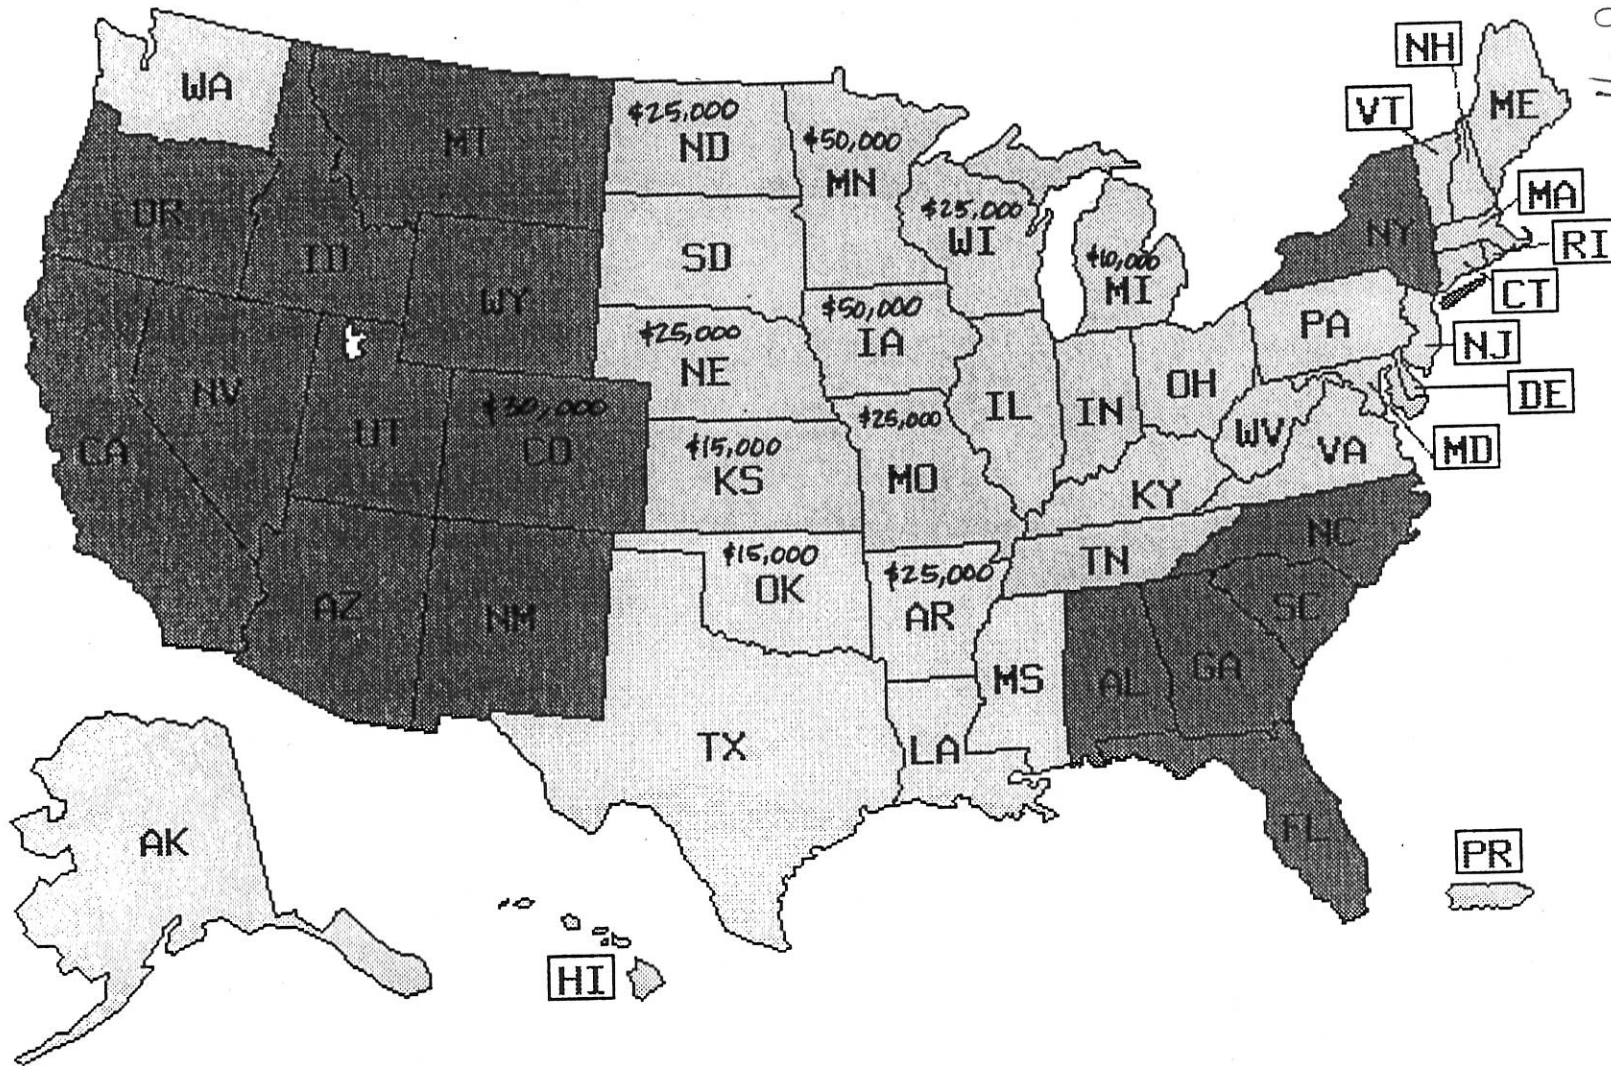 NH
WA
VT
ME
$25,000
ND
MT
$50,000
MN
MA
OR
$25,000
WI
NY
RI
ID
SD
$10,000
MI
CT
WY
$50,000
IA
PA
NJ
$25,000
NE
OH
DE
NV
$30,000
CO
UT
IL
IN
$25,000
MO
WV
VA
MD
CA
$15,000
KS
KY
NC
$15,000
OK
TN
$25,000
AR
AZ
NM
SC
MS
AL
GA
TX
LA
AK
FL
PR
HI